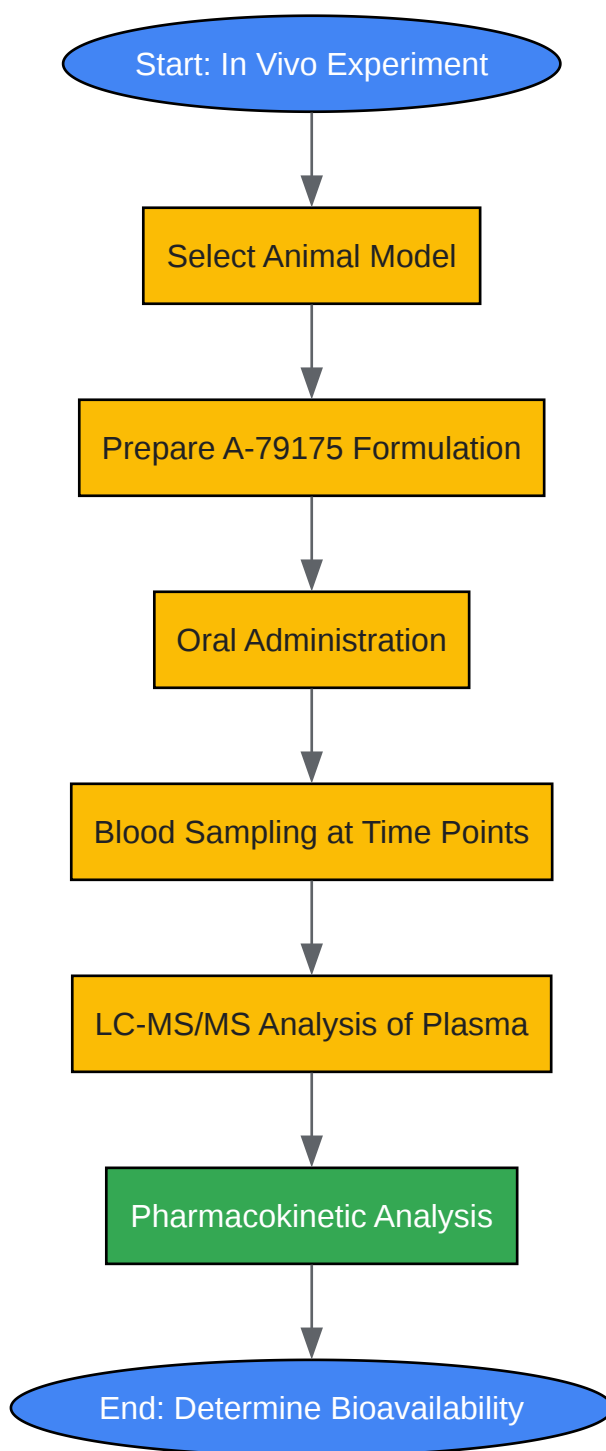 Start: In Vivo Experiment
Select Animal Model
Prepare A-79175 Formulation
Oral Administration
Blood Sampling at Time Points
LC-MS/MS Analysis of Plasma
Pharmacokinetic Analysis
End: Determine Bioavailability